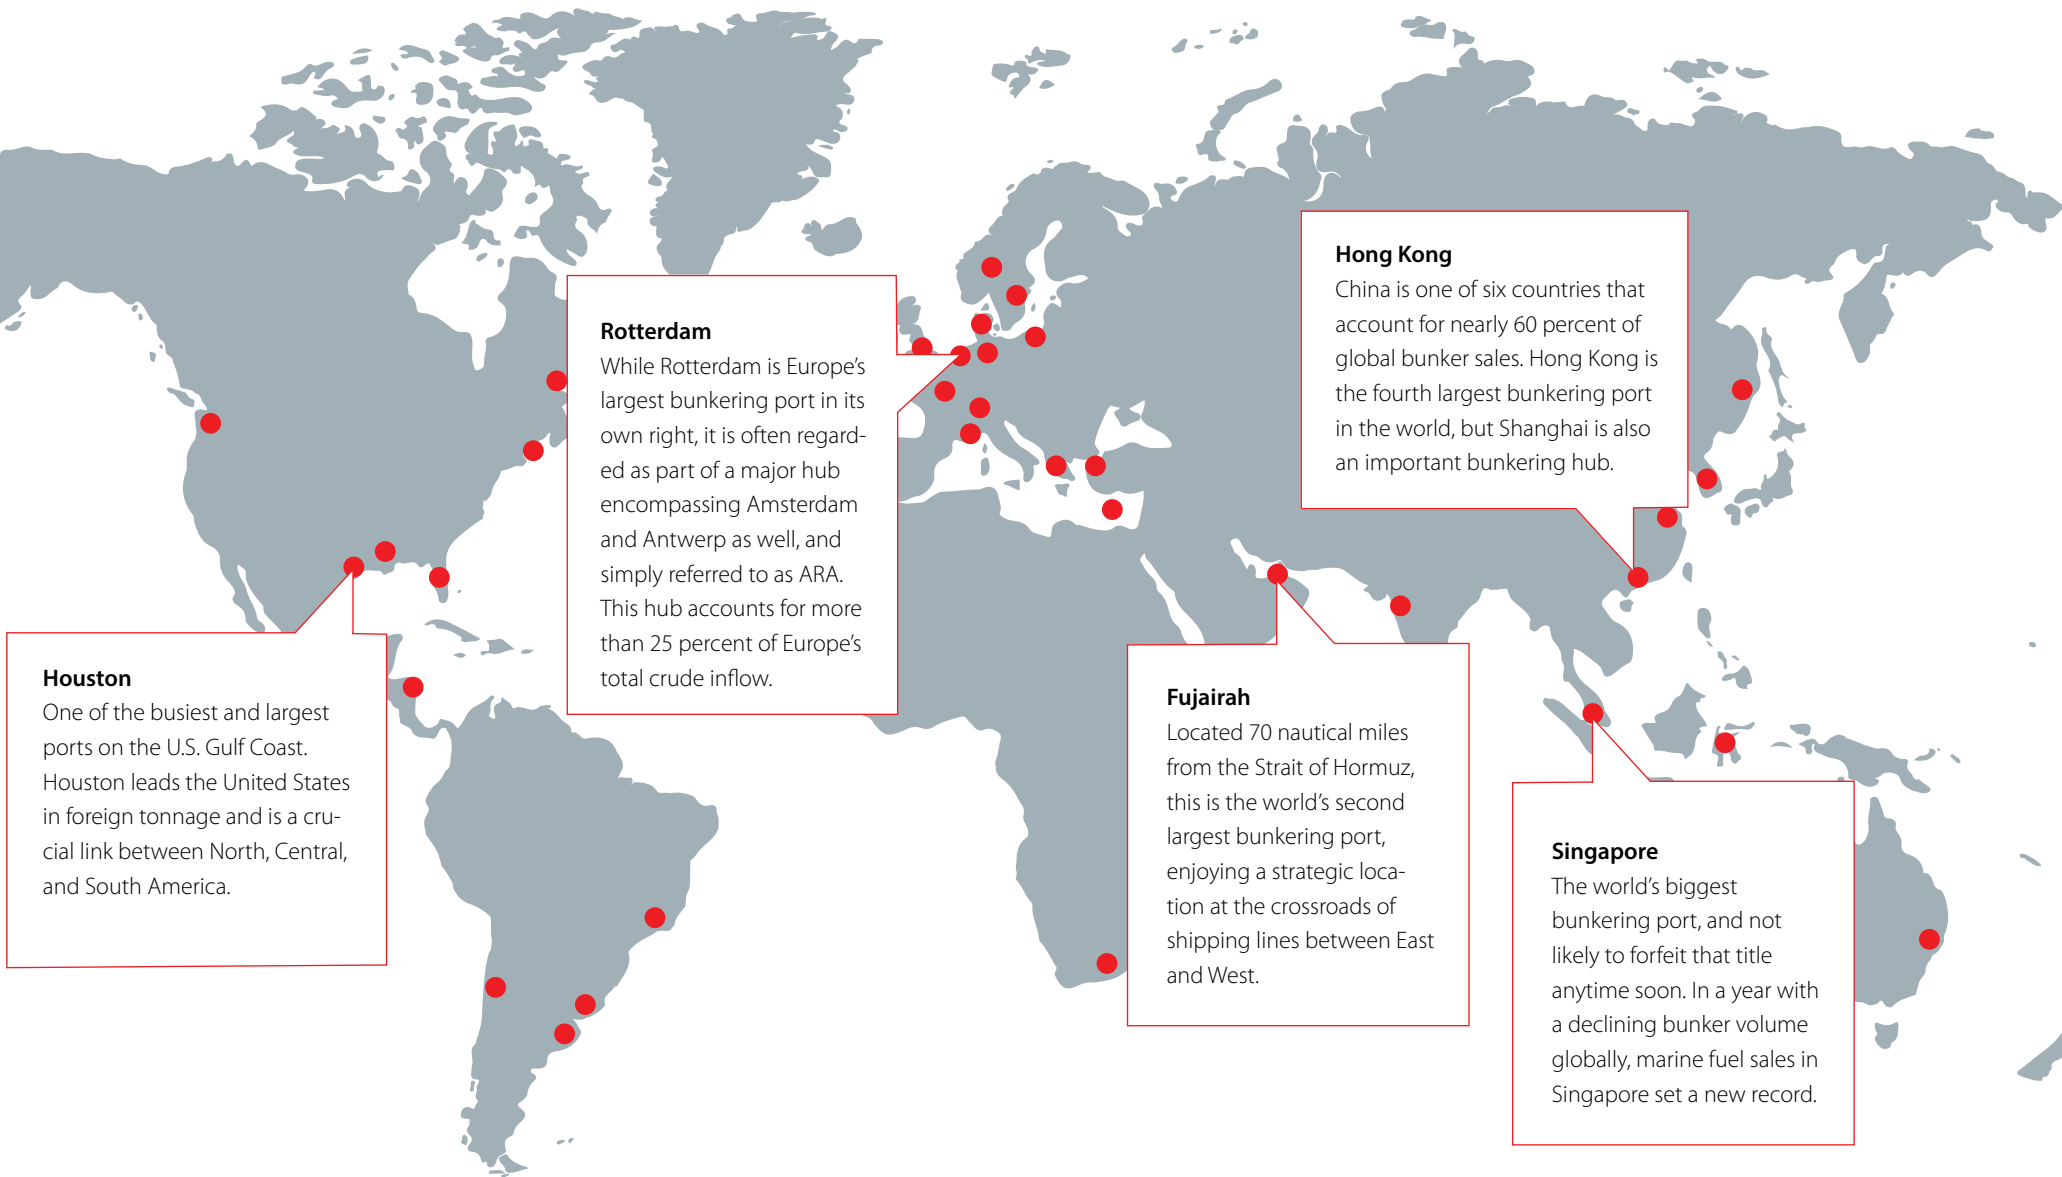 Hong Kong
China is one of six countries that
account for nearly 60 percent of
global bunker sales. Hong Kong is
the fourth largest bunkering port
in the world, but Shanghai is also
an important bunkering hub.
Rotterdam
While Rotterdam is Europe’s
largest bunkering port in its
own right, it is often regard-
ed as part of a major hub
encompassing Amsterdam
and Antwerp as well, and
simply referred to as ARA.
This hub accounts for more
than 25 percent of Europe’s
total crude inflow.
Houston
One of the busiest and largest
ports on the U.S. Gulf Coast.
Houston leads the United States
in foreign tonnage and is a cru-
cial link between North, Central,
and South America.
Fujairah
Located 70 nautical miles
from the Strait of Hormuz,
this is the world’s second
largest bunkering port,
enjoying a strategic loca-
tion at the crossroads of
shipping lines between East
and West.
Singapore
The world’s biggest
bunkering port, and not
likely to forfeit that title
anytime soon. In a year with
a declining bunker volume
globally, marine fuel sales in
Singapore set a new record.